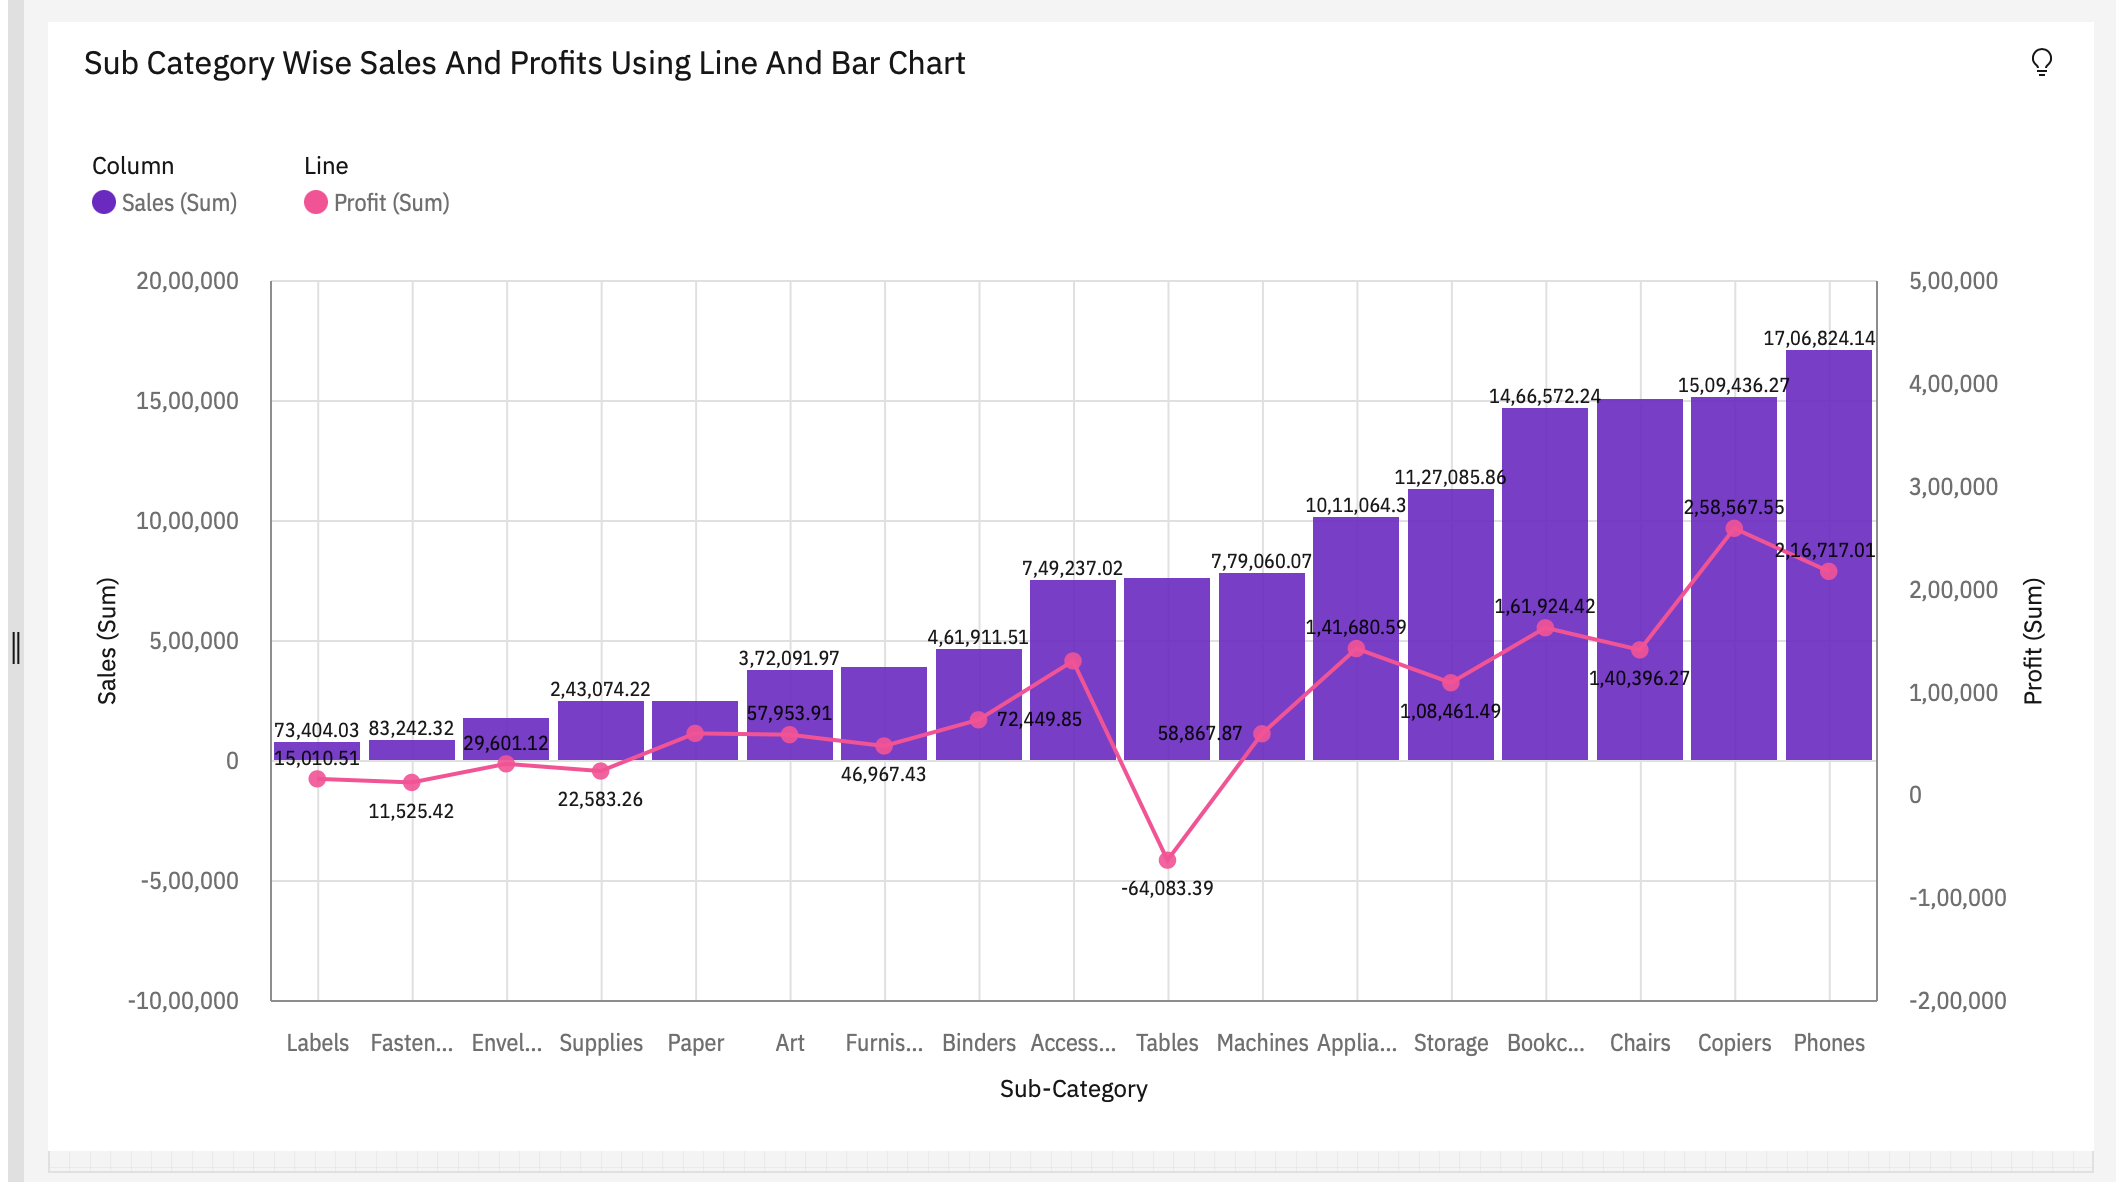 Sub Category Wise Sales And Profits Using Line And Bar Chart
Column
Line
Sales (Sum)
Profit (Sum)
20,00,000
15,00,000
10,00,000
5,00,000
0
-5,00,000
-10,00,000
Sales (Sum)
5,00,000
4,00,000
3,00,000
2,00,000
1,00,000
0
-1,00,000
-2,00,000
Profit (Sum)
73,404.03
83,242.32
2,43,074.22
3,72,091.97
4,61,911.51
7,49,237.02
7,79,060.07
10,11,064.3
11,27,085.86
14,66,572.24
15,09,436.27
17,06,824.14
15,010.51
11,525.42
29,601.12
22,583.26
57,953.91
46,967.43
72,449.85
-64,083.39
58,867.87
1,41,680.59
1,08,461.49
1,61,924.42
1,40,396.27
2,58,567.55
2,16,717.01
Labels
Fasten...
Envel...
Supplies
Paper
Art
Furnis...
Binders
Access...
Tables
Machines
Applia...
Storage
Bookc...
Chairs
Copiers
Phones
Sub-Category